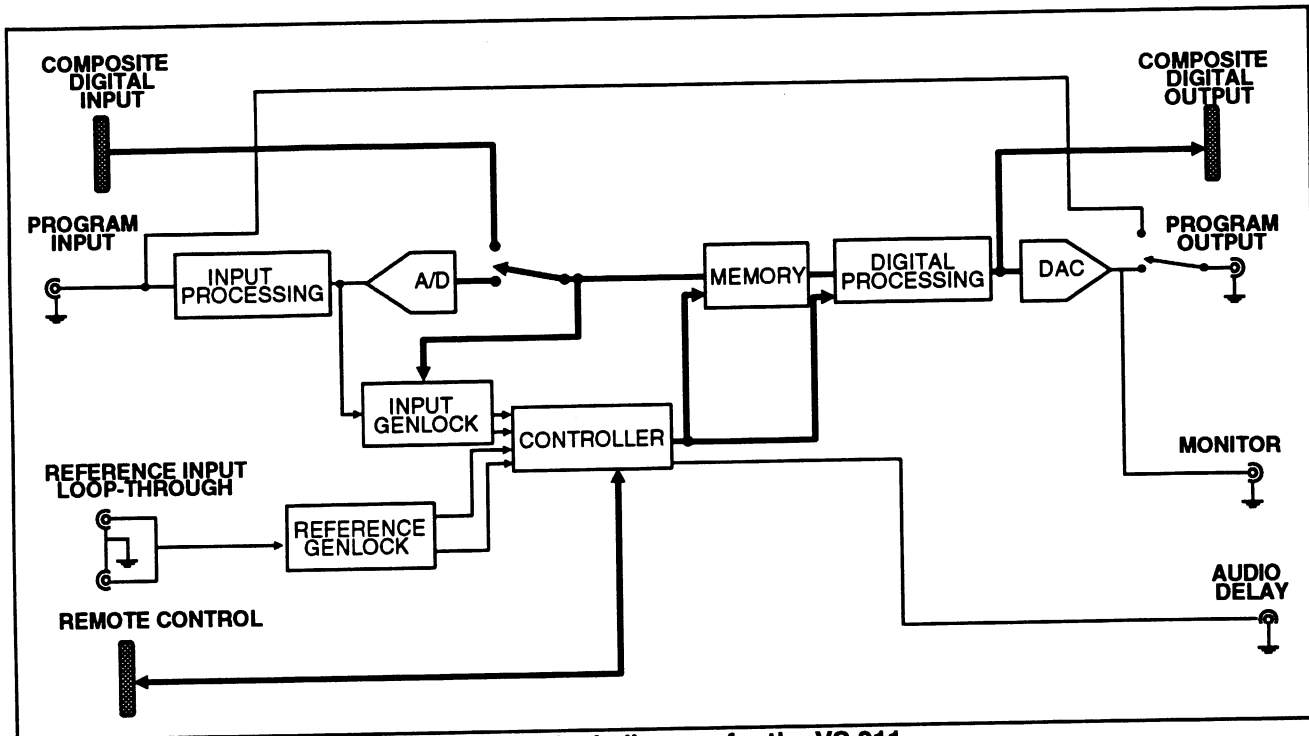 COMPOSITE
DIGITAL
INPUT
COMPOSITE
DIGITAL
OUTPUT
PROGRAM
INPUT
INPUT
PROCESSING
A/D
MEMORY
DIGITAL
PROCESSING
DAC
PROGRAM
OUTPUT
INPUT
GENLOCK
CONTROLLER
MONITOR
REFERENCE INPUT
LOOP-THROUGH
REFERENCE
GENLOCK
AUDIO
DELAY
REMOTE CONTROL